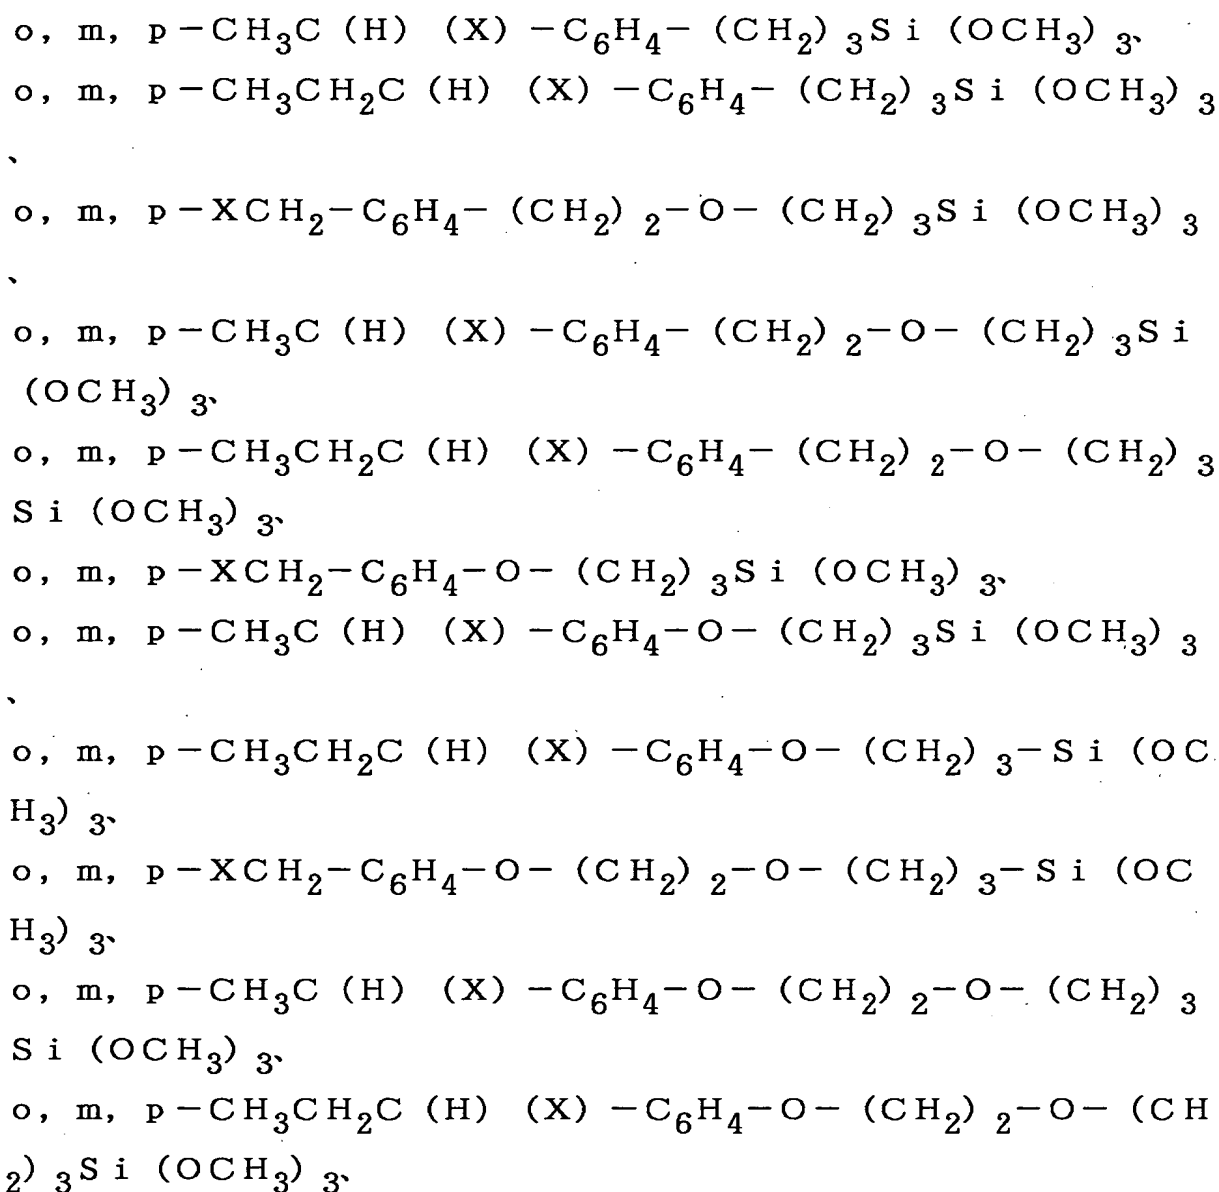 o, m, p－CH₃C (H) (X) －C₆H₄－ (CH₂) ₃Si (OCH₃) ₃、
o, m, p－CH₃CH₂C (H) (X) －C₆H₄－ (CH₂) ₃Si (OCH₃) ₃
、
o, m, p－XCH₂－C₆H₄－ (CH₂) ₂－O－ (CH₂) ₃Si (OCH₃) ₃
、
o, m, p－CH₃C (H) (X) －C₆H₄－ (CH₂) ₂－O－ (CH₂) ₃Si
(OCH₃) ₃、
o, m, p－CH₃CH₂C (H) (X) －C₆H₄－ (CH₂) ₂－O－ (CH₂) ₃
Si (OCH₃) ₃、
o, m, p－XCH₂－C₆H₄－O－ (CH₂) ₃Si (OCH₃) ₃、
o, m, p－CH₃C (H) (X) －C₆H₄－O－ (CH₂) ₃Si (OCH₃) ₃
、
o, m, p－CH₃CH₂C (H) (X) －C₆H₄－O－ (CH₂) ₃－Si (OC
H₃) ₃、
o, m, p－XCH₂－C₆H₄－O－ (CH₂) ₂－O－ (CH₂) ₃－Si (OC
H₃) ₃、
o, m, p－CH₃C (H) (X) －C₆H₄－O－ (CH₂) ₂－O－ (CH₂) ₃
Si (OCH₃) ₃、
o, m, p－CH₃CH₂C (H) (X) －C₆H₄－O－ (CH₂) ₂－O－ (CH
₂) ₃Si (OCH₃) ₃、